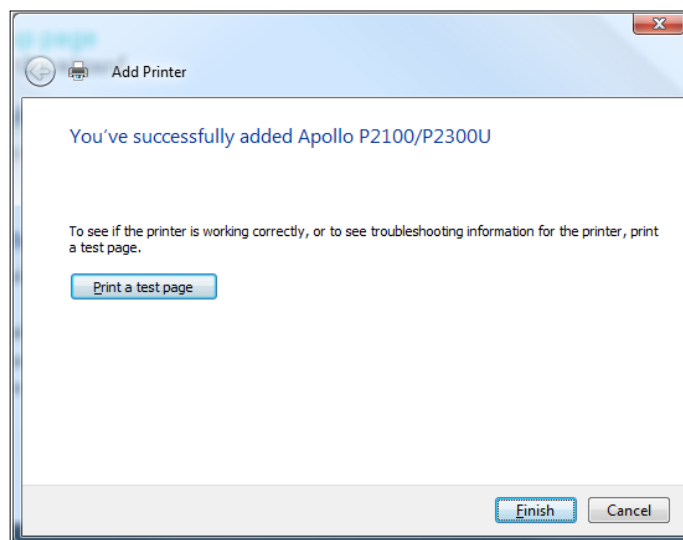 Add Printer
You've successfully added Apollo P2100/P2300U
To see if the printer is working correctly, or to see troubleshooting information for the printer, print
a test page.
Print a test page
Finish
Cancel